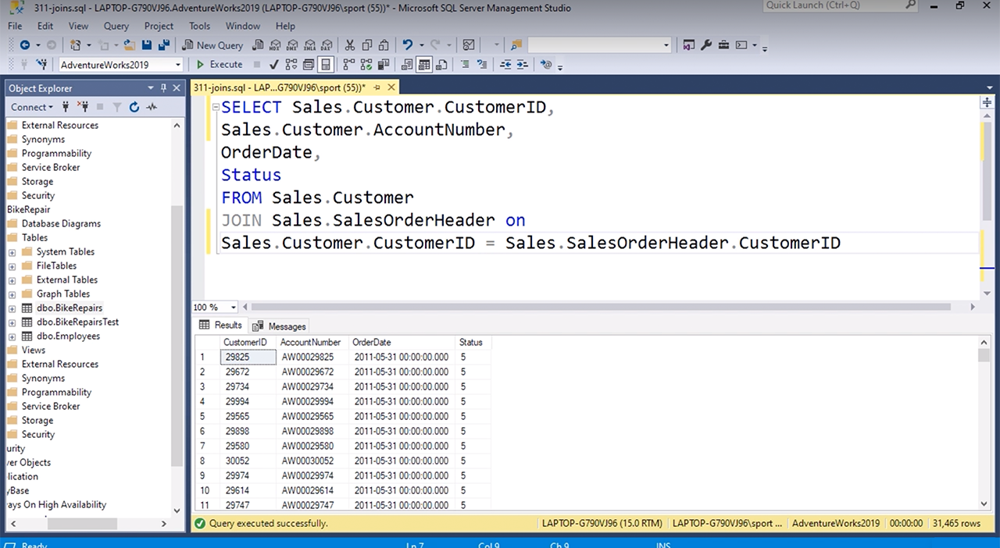 311-joins.sql - LAPTOP-G790VJ96.AdventureWorks2019 (LAPTOP-G790VJ96\sport (55))* - Microsoft SQL Server Management Studio
Quick Launch (Ctrl+Q)
File Edit View Query Project Tools Window Help
New Query
AdventureWorks2019
Execute
Object Explorer
Connect
External Resources
Synonyms
Programmability
Service Broker
Storage
Security
BikeRepair
Database Diagrams
Tables
System Tables
FileTables
External Tables
Graph Tables
dbo.BikeRepairs
dbo.BikeRepairsTest
dbo.Employees
Views
External Resources
Synonyms
Programmability
Service Broker
Storage
Security
urity
ver Objects
lication
yBase
ays On High Availability
311-joins.sql - LAP...G790VJ96\sport (55))*
SELECT Sales.Customer.CustomerID,
Sales.Customer.AccountNumber,
OrderDate,
Status
FROM Sales.Customer
JOIN Sales.SalesOrderHeader on
Sales.Customer.CustomerID = Sales.SalesOrderHeader.CustomerID
100 %
Results Messages
CustomerID AccountNumber OrderDate Status
1 29825 AW00029825 2011-05-31 00:00:00.000 5
2 29672 AW00029672 2011-05-31 00:00:00.000 5
3 29734 AW00029734 2011-05-31 00:00:00.000 5
4 29994 AW00029994 2011-05-31 00:00:00.000 5
5 29565 AW00029565 2011-05-31 00:00:00.000 5
6 29898 AW00029898 2011-05-31 00:00:00.000 5
7 29580 AW00029580 2011-05-31 00:00:00.000 5
8 30052 AW00030052 2011-05-31 00:00:00.000 5
9 29974 AW00029974 2011-05-31 00:00:00.000 5
10 29614 AW00029614 2011-05-31 00:00:00.000 5
11 29747 AW00029747 2011-05-31 00:00:00.000 5
Query executed successfully. LAPTOP-G790VJ96 (15.0 RTM) LAPTOP-G790VJ96\sport ... AdventureWorks2019 00:00:00 31,465 rows
Ready Ln 7 Col 9 Ch 9 INS